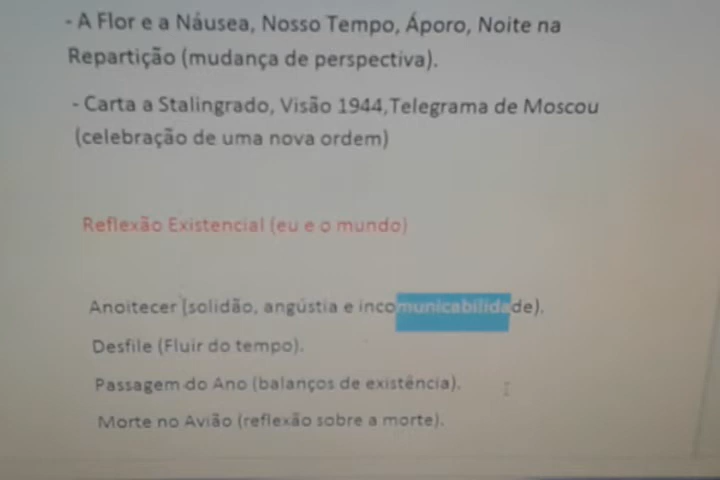 - A Flor e a Náusea, Nosso Tempo, Áporo, Noite na
Repartição (mudança de perspectiva).
- Carta a Stalingrado, Visão 1944,Telegrama de Moscou
(celebração de uma nova ordem)
Reflexão Existencial (eu e o mundo)
Anoitecer (solidão, angústia e incomunicabilidade).
Desfile (Fluir do tempo).
Passagem do Ano (balanços de existência).
Morte no Avião (reflexão sobre a morte).